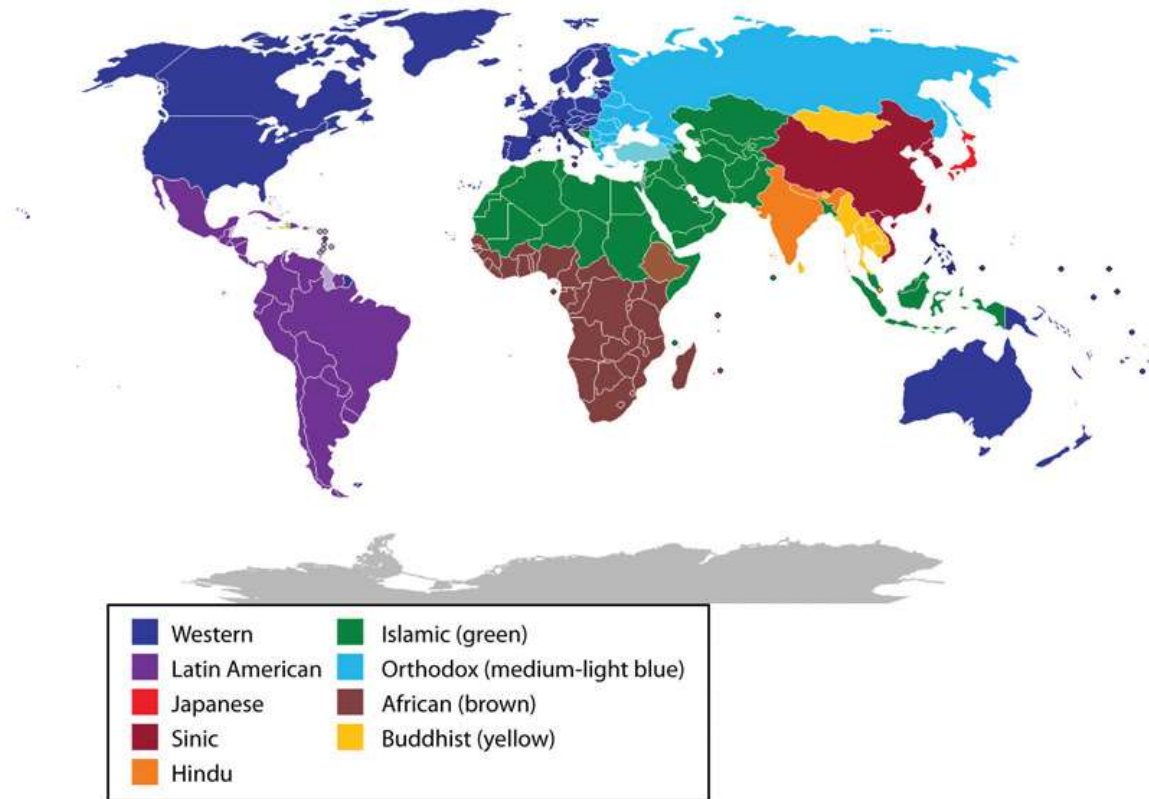 Western
Latin American
Japanese
Sinic
Hindu
Islamic (green)
Orthodox (medium-light blue)
African (brown)
Buddhist (yellow)